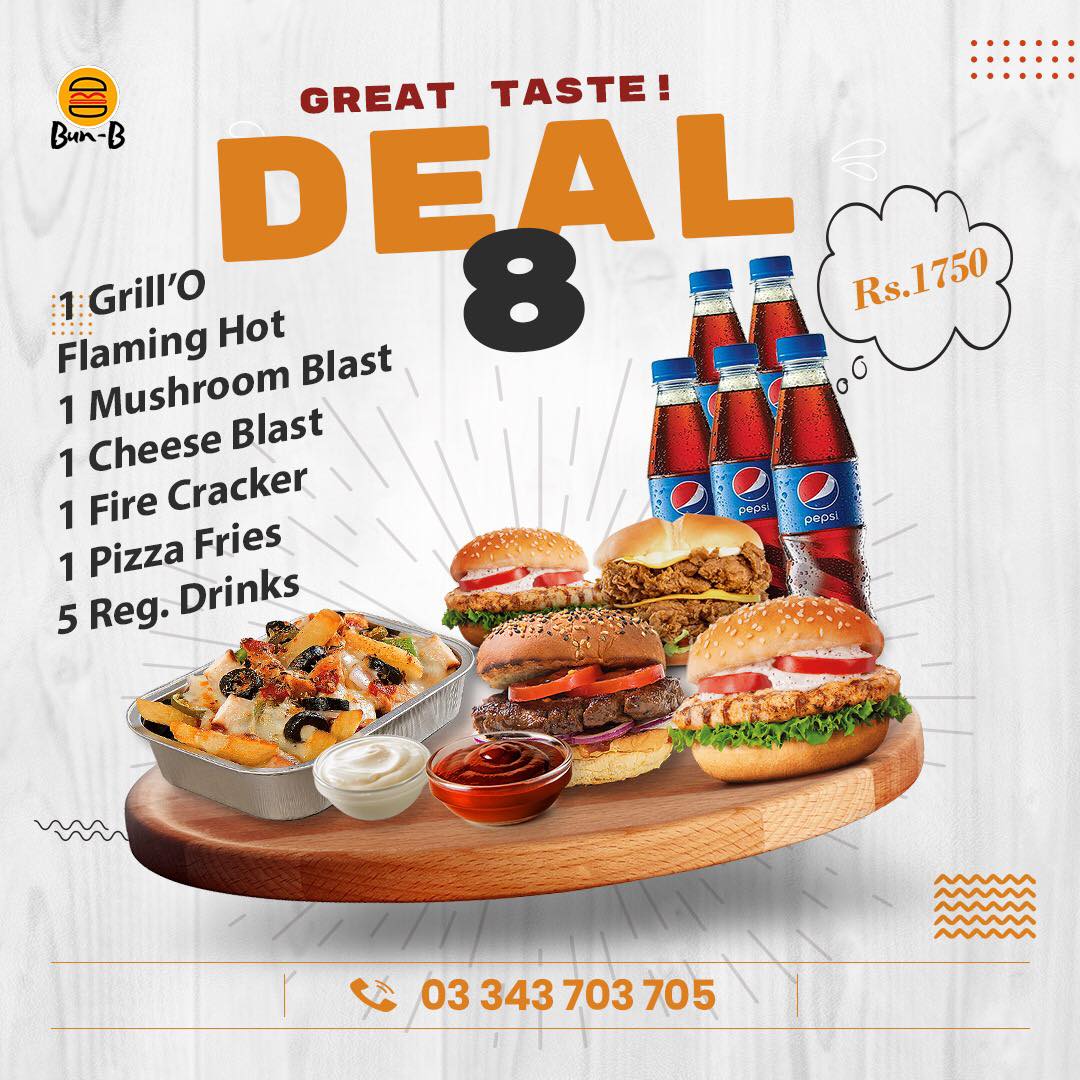 Bun-B
GREAT TASTE!
DEAL
8
Rs.1750
1 Grill’O
Flaming Hot
1 Mushroom Blast
1 Cheese Blast
1 Fire Cracker
1 Pizza Fries
5 Reg. Drinks
pepsi
pepsi
03 343 703 705